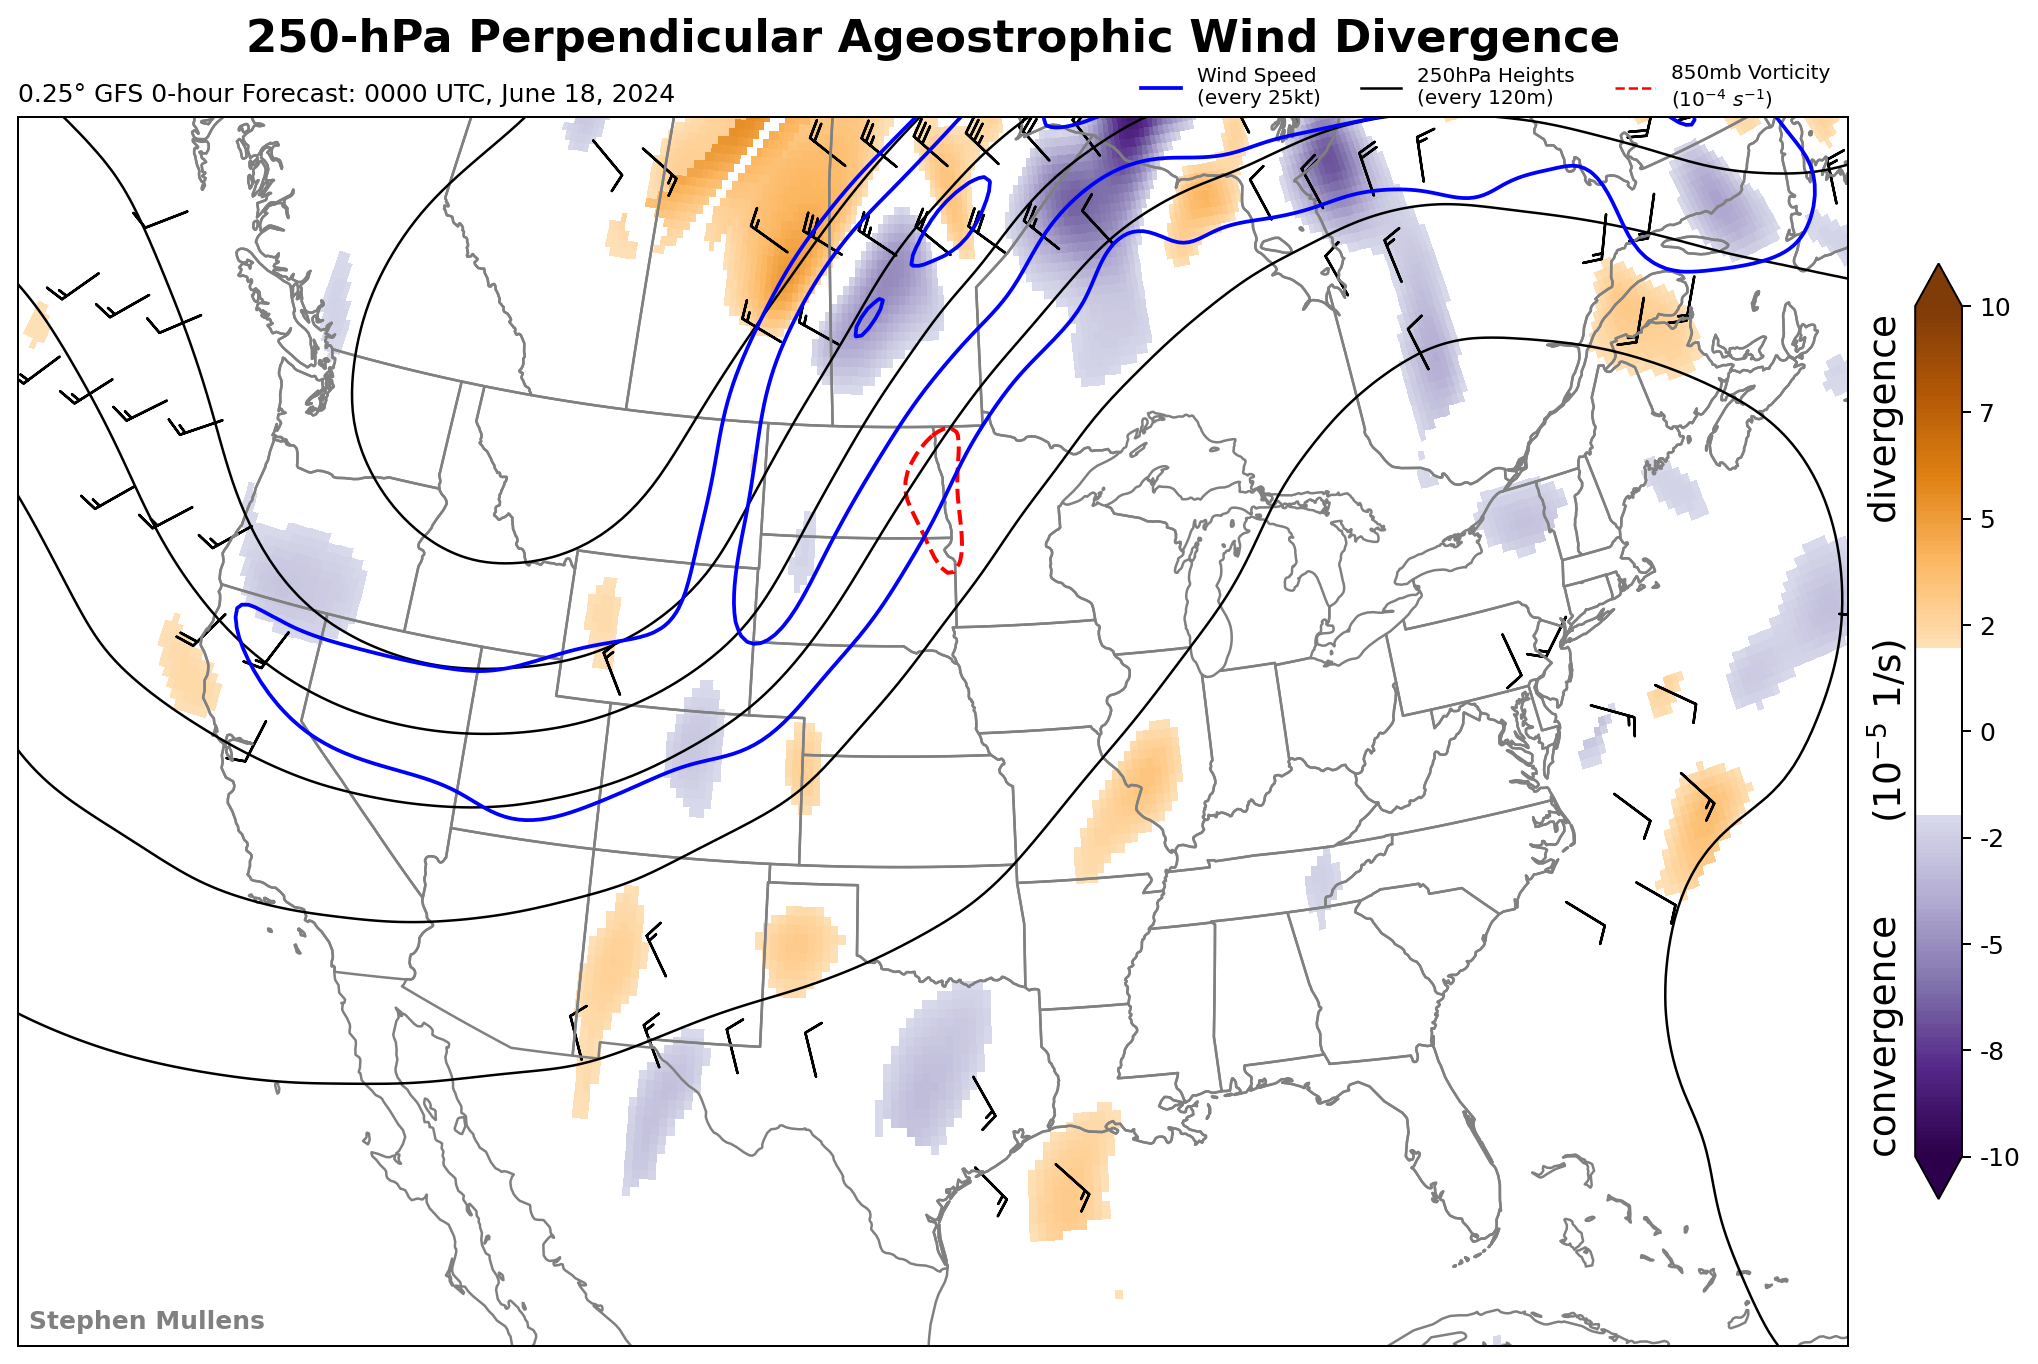 250-hPa Perpendicular Ageostrophic Wind Divergence
0.25° GFS 0-hour Forecast: 0000 UTC, June 18, 2024
Wind Speed
(every 25kt)
250hPa Heights
(every 120m)
850mb Vorticity
(10⁻⁴ s⁻¹)
10
7
5
2
0
-2
-5
-8
-10
convergence (10⁻⁵ 1/s) divergence
Stephen Mullens